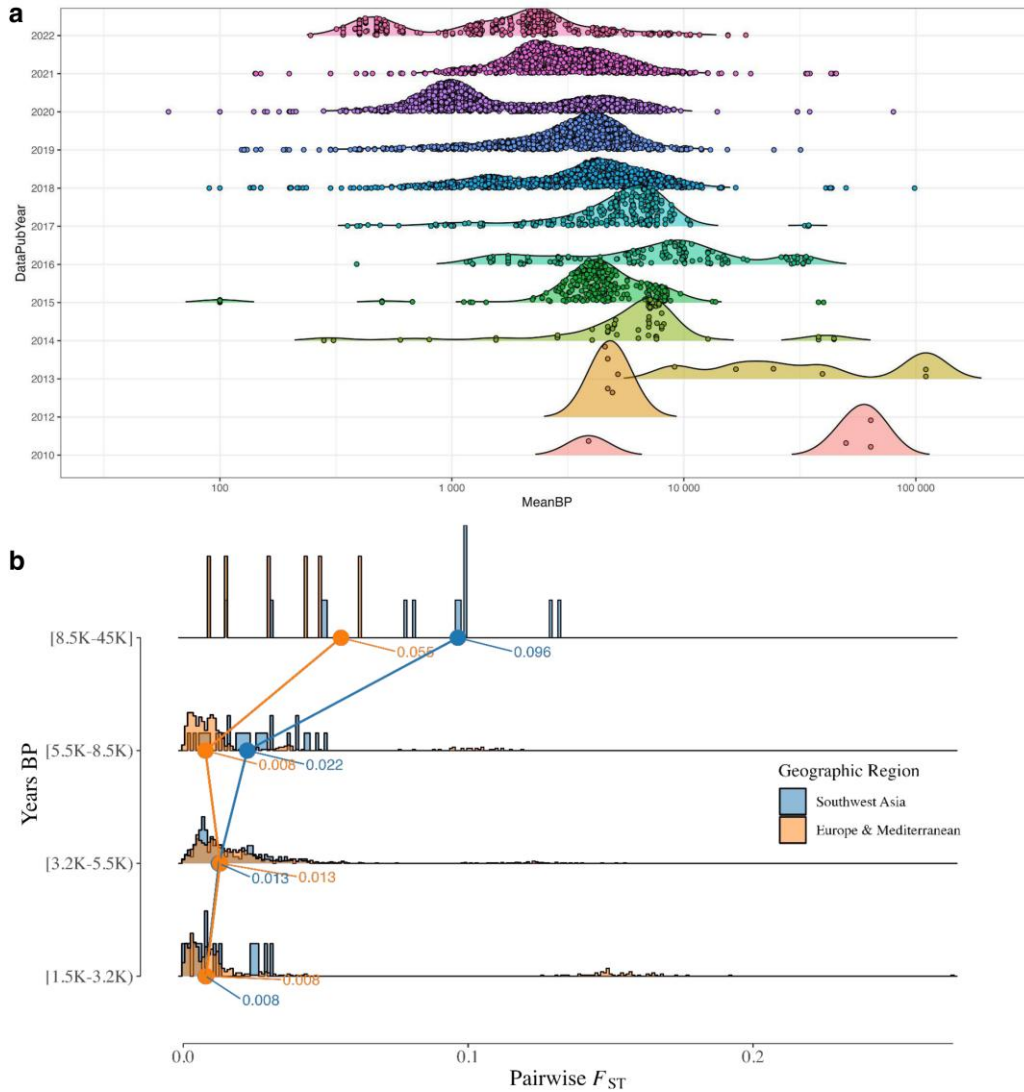 a
2022
2021
2020
2019
2018
2017
2016
2015
2014
2013
2012
2010
DataPubYear
100
1 000
10 000
100 000
MeanBP
b
[8.5K-45K]
0.055
0.096
[5.5K-8.5K)
0.008
0.022
Geographic Region
Southwest Asia
Europe & Mediterranean
Years BP
[3.2K-5.5K)
0.013
0.013
[1.5K-3.2K)
0.008
0.008
0.0
0.1
0.2
Pairwise FST